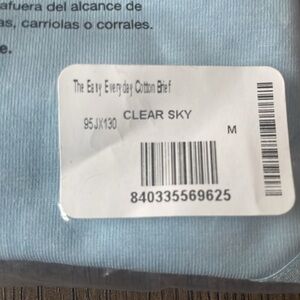 afuera del alcance de
as, carriolas o corrales.
e.
The Easy Everyday Cotton Brief
95JX130 CLEAR SKY
M
840335569625